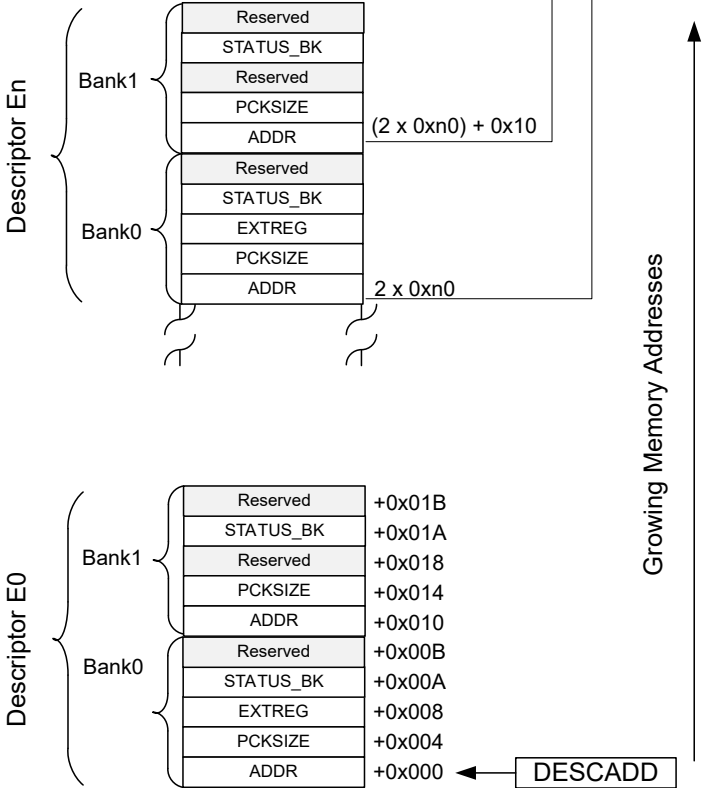 Descriptor En
Bank1
Reserved
STATUS_BK
Reserved
PCKSIZE
ADDR
(2 x 0xn0) + 0x10
Bank0
Reserved
STATUS_BK
EXTREG
PCKSIZE
ADDR
2 x 0xn0
Growing Memory Addresses
Descriptor E0
Bank1
Reserved +0x01B
STATUS_BK +0x01A
Reserved +0x018
PCKSIZE +0x014
ADDR +0x010
Bank0
Reserved +0x00B
STATUS_BK +0x00A
EXTREG +0x008
PCKSIZE +0x004
ADDR +0x000
DESCADD